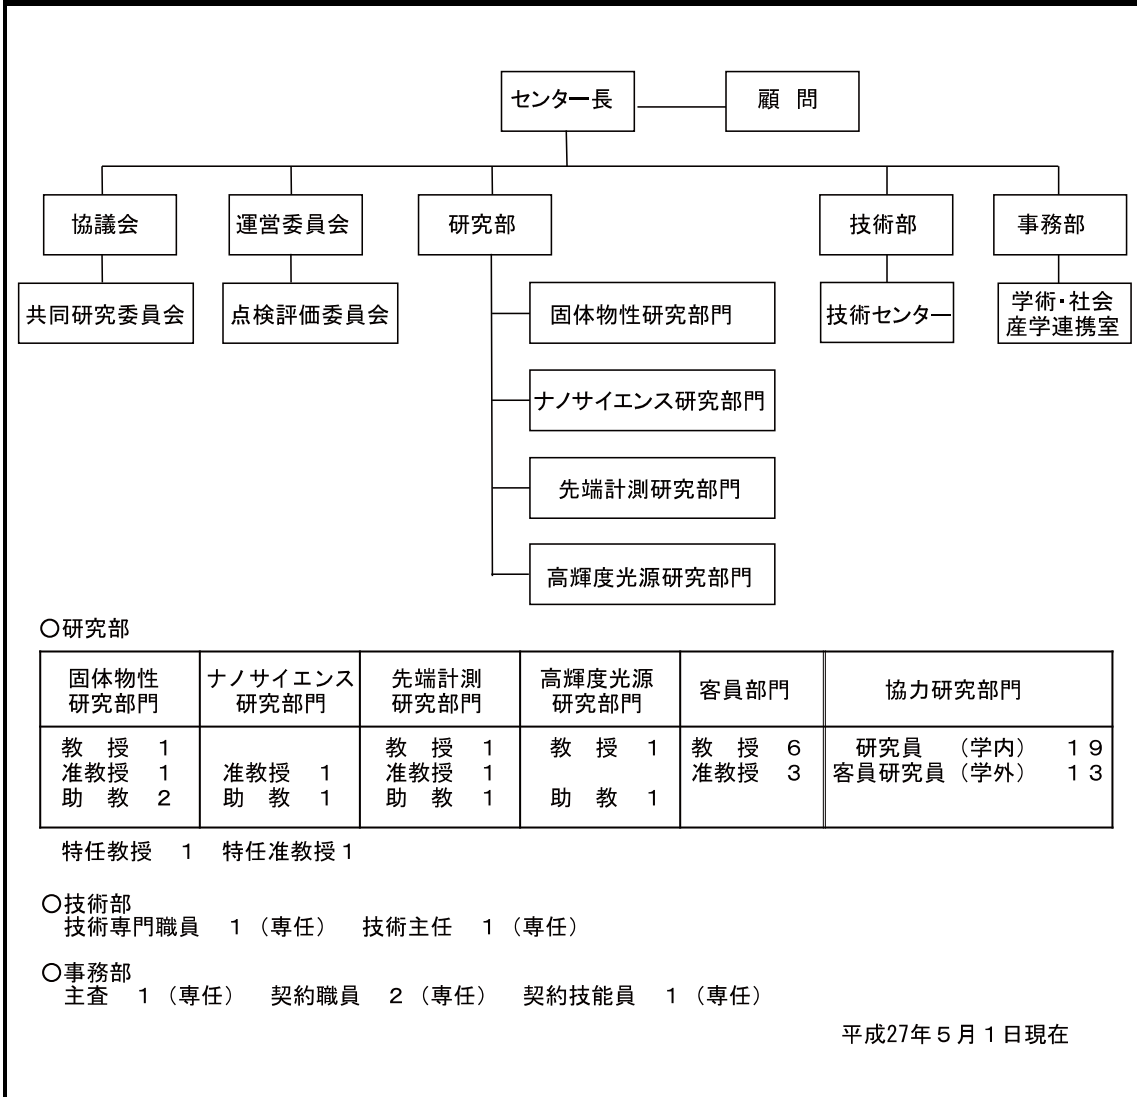 センター長
顧 問
協議会
運営委員会
研究部
技術部
事務部
共同研究委員会
点検評価委員会
固体物性研究部門
技術センター
学術・社会
産学連携室
ナノサイエンス研究部門
先端計測研究部門
高輝度光源研究部門
○研究部
固体物性
研究部門
ナノサイエンス
研究部門
先端計測
研究部門
高輝度光源
研究部門
客員部門
協力研究部門
教 授 1
准教授 1
助 教 2
准教授 1
助 教 1
教 授 1
准教授 1
助 教 1
教 授 1
助 教 1
教 授 6
准教授 3
研究員 （学内） 19
客員研究員（学外） 13
特任教授 1 特任准教授1
○技術部
技術専門職員 1（専任） 技術主任 1（専任）
○事務部
主査 1（専任） 契約職員 2（専任） 契約技能員 1（専任）
平成27年５月１日現在